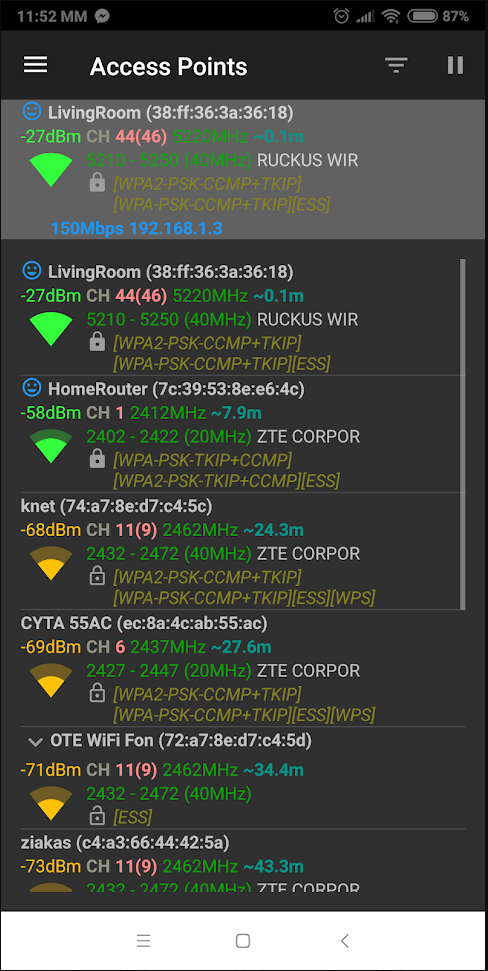 11:52 MM 87%
Access Points
LivingRoom (38:ff:36:3a:36:18)
-27dBm CH 44(46) 5220MHz ~0.1m
5210 - 5250 (40MHz) RUCKUS WIR
[WPA2-PSK-CCMP+TKIP]
[WPA-PSK-CCMP+TKIP][ESS]
150Mbps 192.168.1.3
LivingRoom (38:ff:36:3a:36:18)
-27dBm CH 44(46) 5220MHz ~0.1m
5210 - 5250 (40MHz) RUCKUS WIR
[WPA2-PSK-CCMP+TKIP]
[WPA-PSK-CCMP+TKIP][ESS]
HomeRouter (7c:39:53:8e:e6:4c)
-58dBm CH 1 2412MHz ~7.9m
2402 - 2422 (20MHz) ZTE CORPOR
[WPA-PSK-TKIP+CCMP]
[WPA2-PSK-TKIP+CCMP][ESS]
knet (74:a7:8e:d7:c4:5c)
-68dBm CH 11(9) 2462MHz ~24.3m
2432 - 2472 (40MHz) ZTE CORPOR
[WPA2-PSK-CCMP+TKIP]
[WPA-PSK-CCMP+TKIP][ESS][WPS]
CYTA 55AC (ec:8a:4c:ab:55:ac)
-69dBm CH 6 2437MHz ~27.6m
2427 - 2447 (20MHz) ZTE CORPOR
[WPA2-PSK-CCMP+TKIP]
[WPA-PSK-CCMP+TKIP][ESS][WPS]
OTE WiFi Fon (72:a7:8e:d7:c4:5d)
-71dBm CH 11(9) 2462MHz ~34.4m
2432 - 2472 (40MHz)
[ESS]
ziakas (c4:a3:66:44:42:5a)
-73dBm CH 11(9) 2462MHz ~43.3m
2432 - 2472 (40MHz) ZTE CORPOR